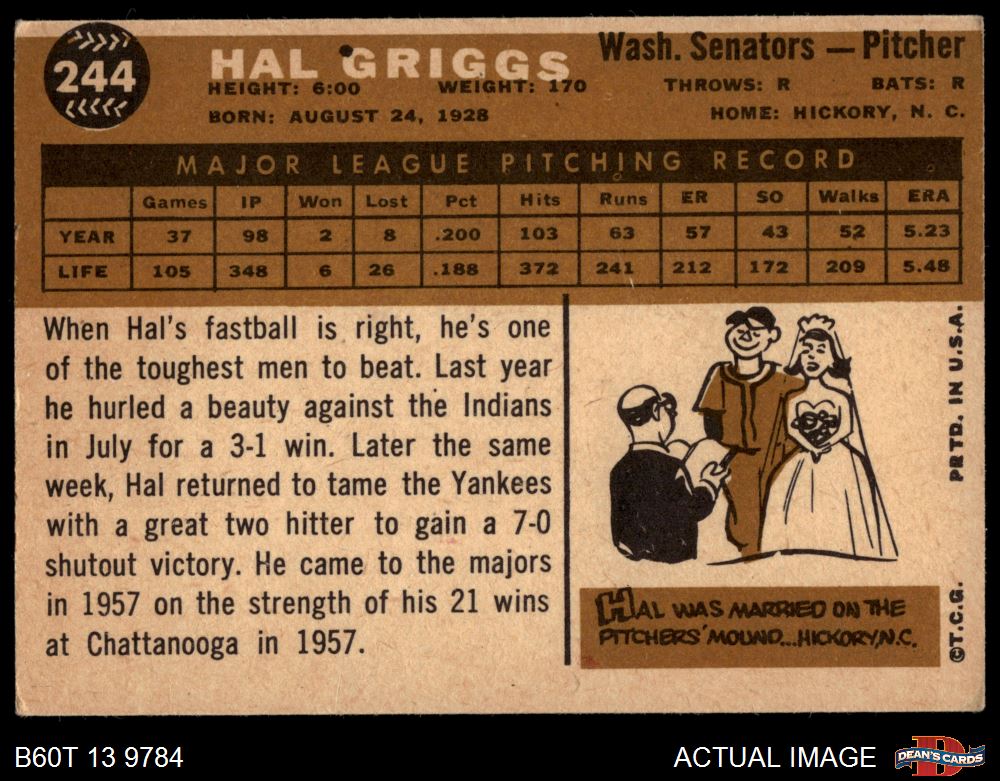 244
HAL GRIGGS
Wash. Senators — Pitcher
HEIGHT: 6:00 WEIGHT: 170 THROWS: R BATS: R
BORN: AUGUST 24, 1928 HOME: HICKORY, N. C.
MAJOR LEAGUE PITCHING RECORD
Games IP Won Lost Pct Hits Runs ER SO Walks ERA
YEAR 37 98 2 8 .200 103 63 57 43 52 5.23
LIFE 105 348 6 26 .188 372 241 212 172 209 5.48
When Hal's fastball is right, he's one
of the toughest men to beat. Last year
he hurled a beauty against the Indians
in July for a 3-1 win. Later the same
week, Hal returned to tame the Yankees
with a great two hitter to gain a 7-0
shutout victory. He came to the majors
in 1957 on the strength of his 21 wins
at Chattanooga in 1957.
HAL WAS MARRIED ON THE
PITCHERS' MOUND...HICKORY,N.C.
©T.C.G. PRTD. IN U.S.A.
B60T 13 9784
ACTUAL IMAGE
D
DEAN'S CARDS